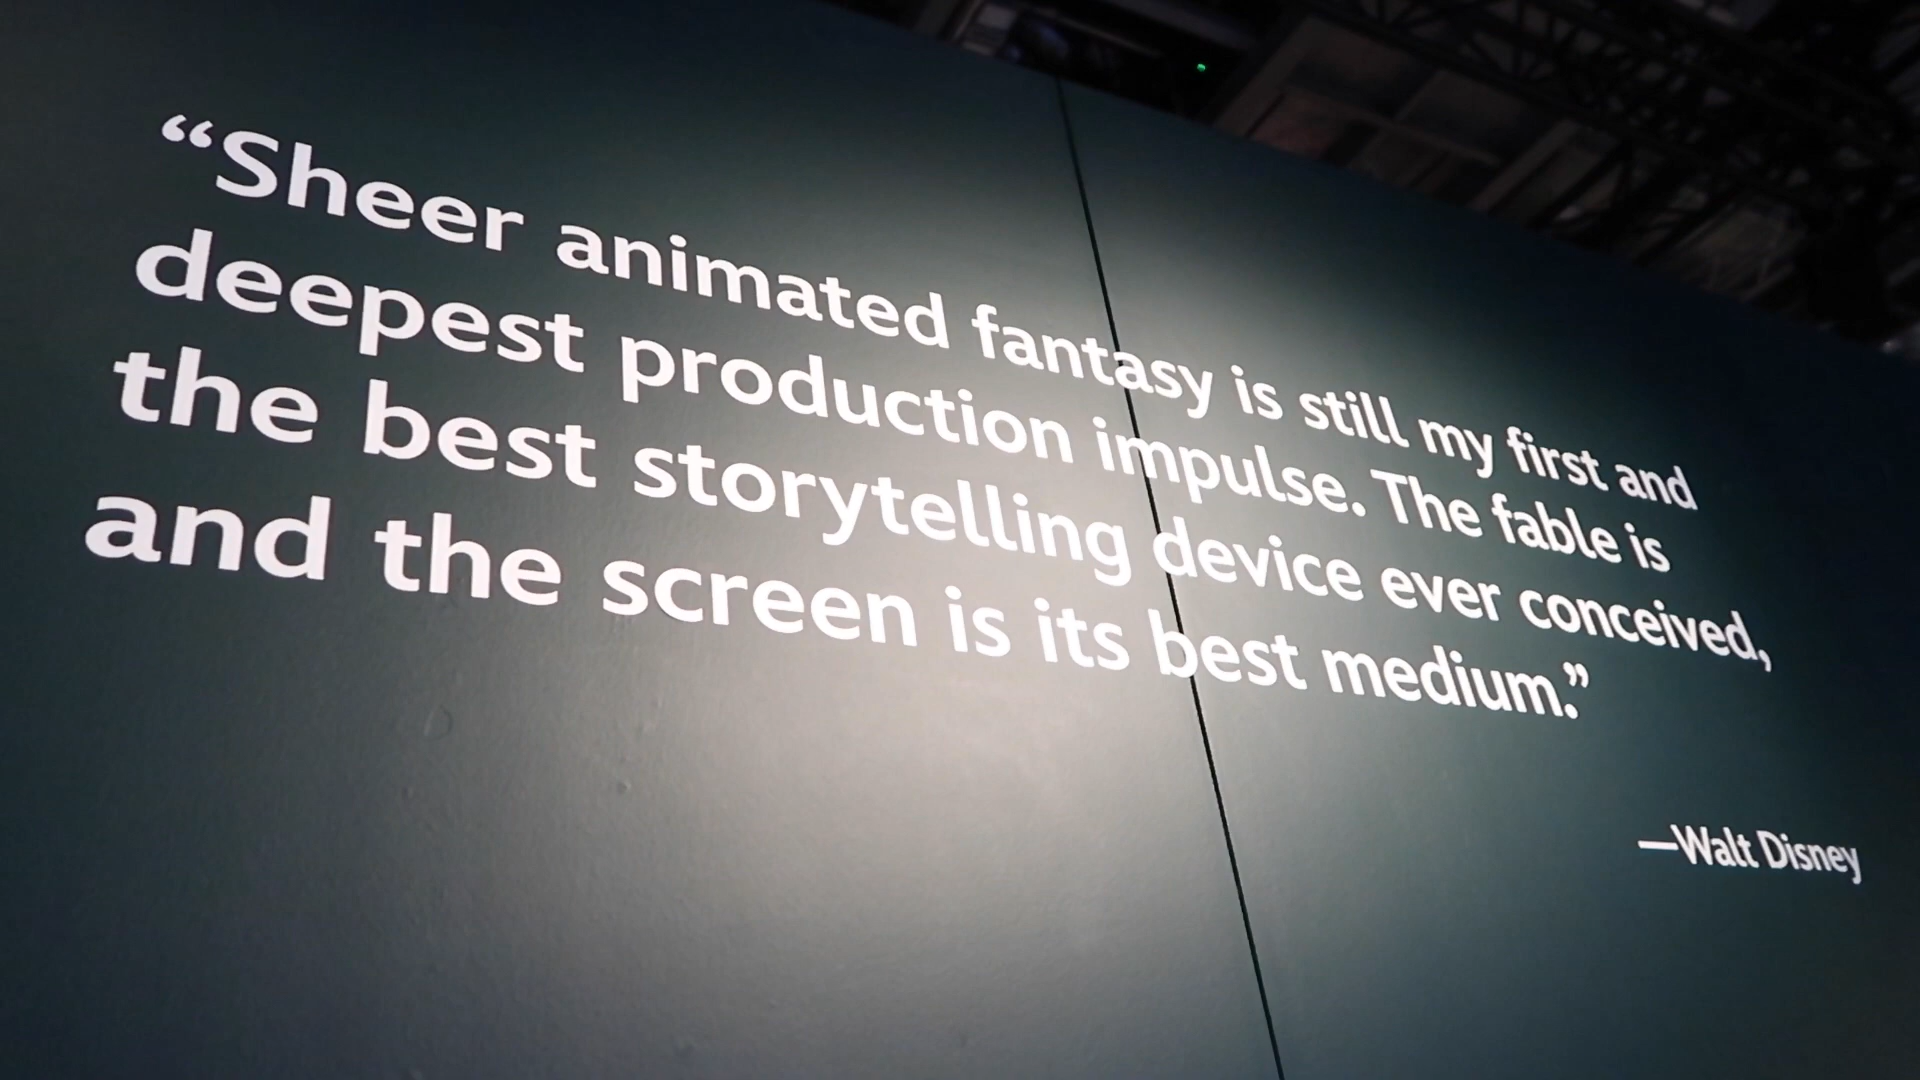 “Sheer animated fantasy is still my first and
deepest production impulse. The fable is
the best storytelling device ever conceived,
and the screen is its best medium.”
—Walt Disney